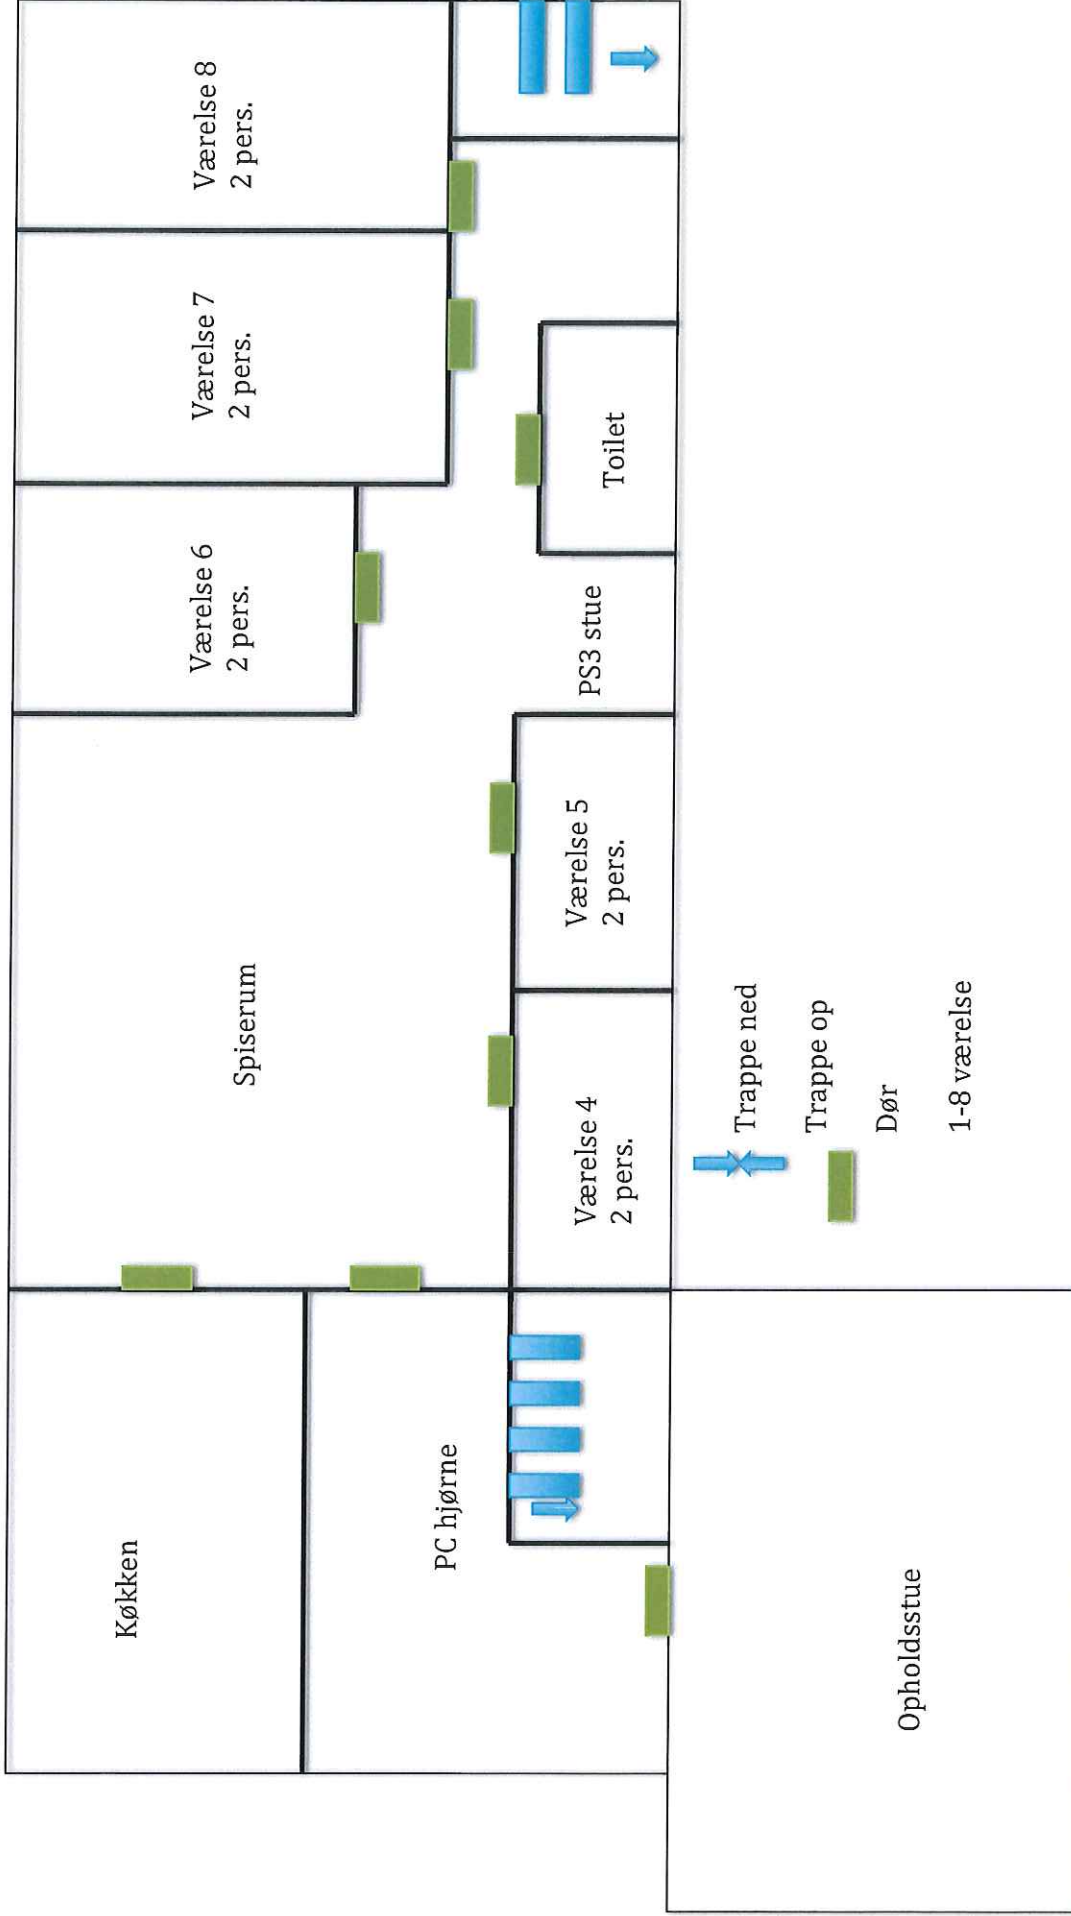 Køkken
Spiserum
Værelse 6
2 pers.
Værelse 7
2 pers.
Værelse 8
2 pers.
PC hjørne
Værelse 4
2 pers.
Værelse 5
2 pers.
PS3 stue
Toilet
Opholdsstue
Trappe ned
Trappe op
Dør
1-8 værelse